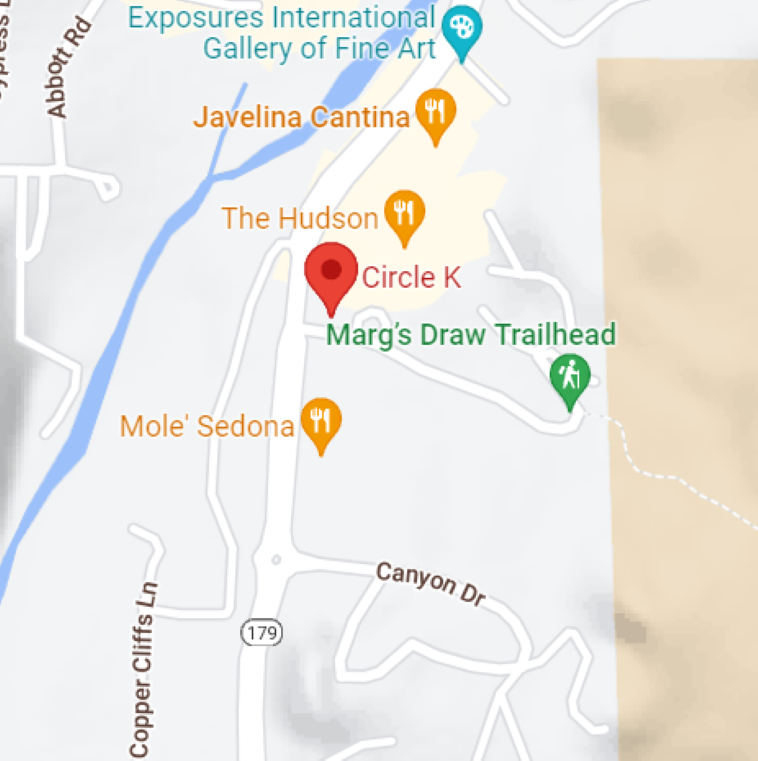 Exposures International
Gallery of Fine Art
Abbott Rd
Javelina Cantina
The Hudson
Circle K
Marg's Draw Trailhead
Mole' Sedona
Canyon Dr
Copper Cliffs Ln
179